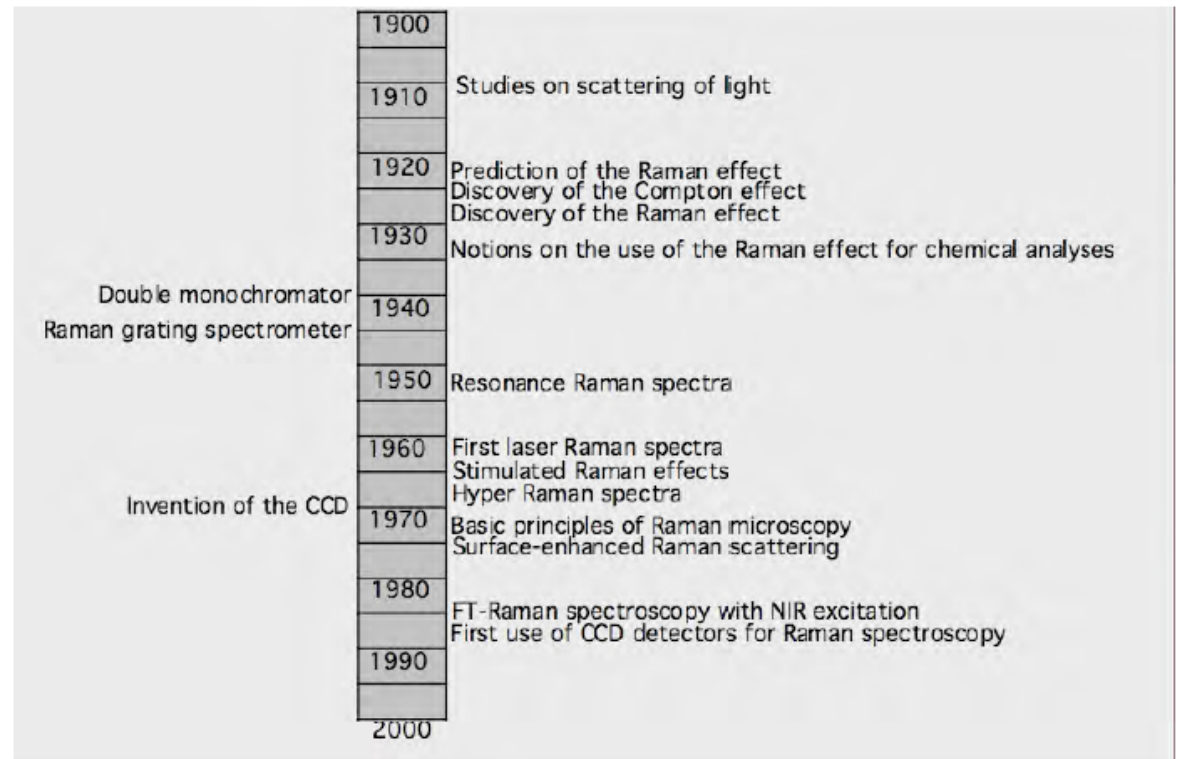 1900
Studies on scattering of light
1910
1920
Prediction of the Raman effect
Discovery of the Compton effect
Discovery of the Raman effect
1930
Notions on the use of the Raman effect for chemical analyses
Double monochromator
1940
Raman grating spectrometer
1950
Resonance Raman spectra
1960
First laser Raman spectra
Stimulated Raman effects
Hyper Raman spectra
Invention of the CCD
1970
Basic principles of Raman microscopy
Surface-enhanced Raman scattering
1980
FT-Raman spectroscopy with NIR excitation
First use of CCD detectors for Raman spectroscopy
1990
2000